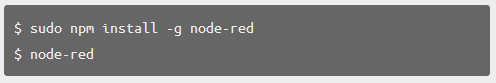 $ sudo npm install -g node-red
$ node-red